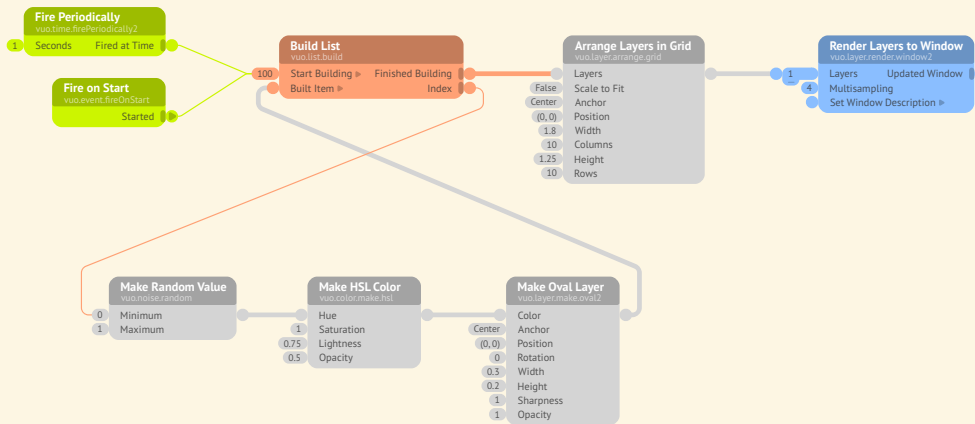 Fire Periodically
vuo.time.firePeriodically2
1 Seconds Fired at Time
Fire on Start
vuo.event.fireOnStart
Started
Build List
vuo.list.build
100 Start Building Finished Building
Built Item Index
Arrange Layers in Grid
vuo.layer.arrange.grid
Layers
False Scale to Fit
Center Anchor
(0, 0) Position
1.8 Width
10 Columns
1.25 Height
10 Rows
Render Layers to Window
vuo.layer.render.window2
1 Layers Updated Window
4 Multisampling
Set Window Description
Make Random Value
vuo.noise.random
0 Minimum
1 Maximum
Make HSL Color
vuo.color.make.hsl
Hue
1 Saturation
0.75 Lightness
0.5 Opacity
Make Oval Layer
vuo.layer.make.oval2
Color
Center Anchor
(0, 0) Position
0 Rotation
0.3 Width
0.2 Height
1 Sharpness
1 Opacity